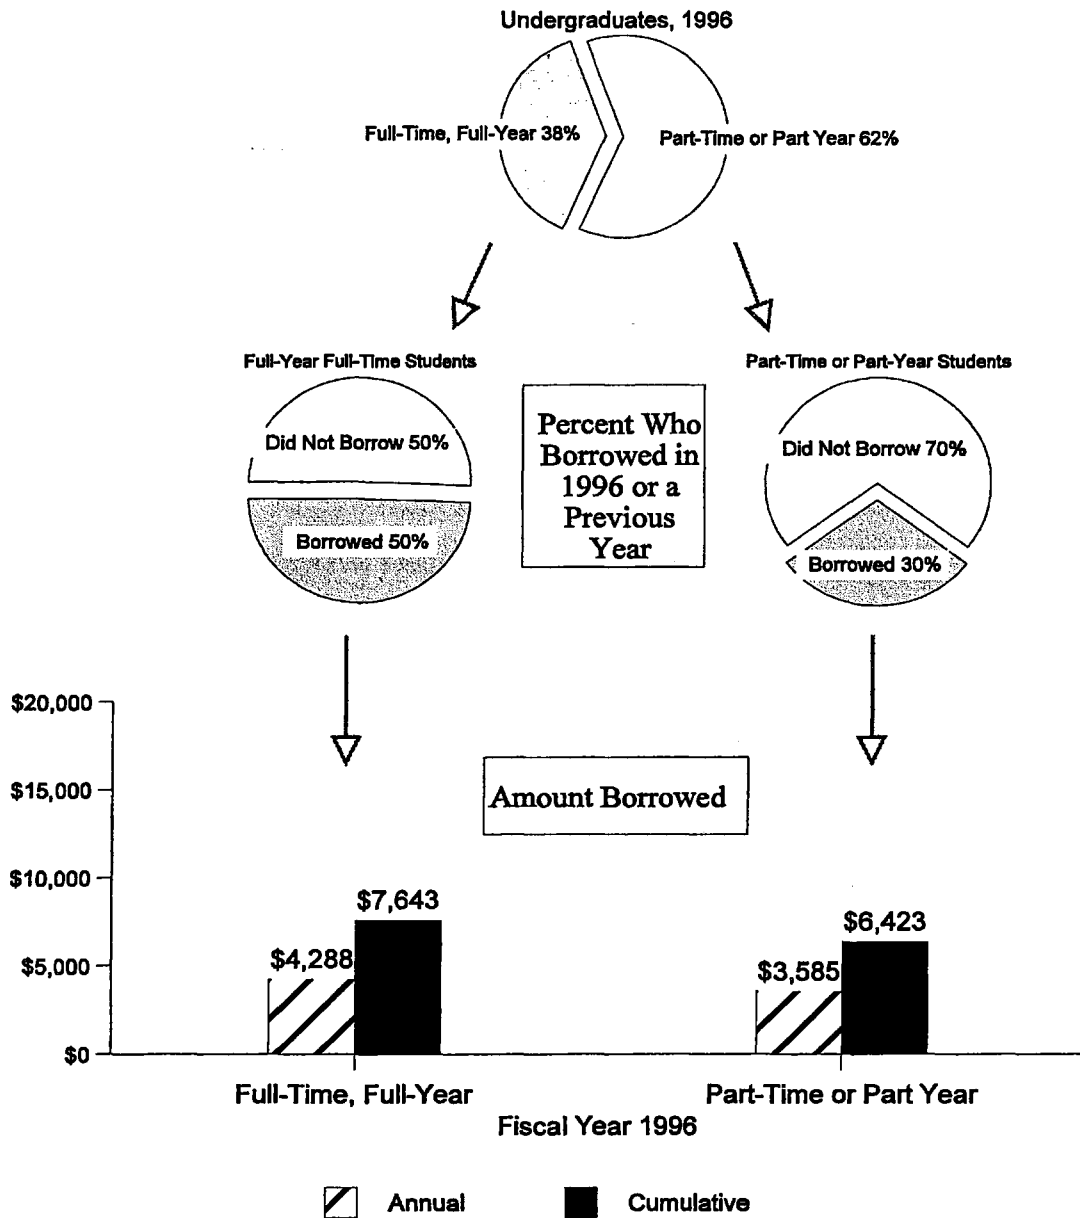 Undergraduates, 1996
Full-Time, Full-Year 38%
Part-Time or Part Year 62%
Full-Year Full-Time Students
Part-Time or Part-Year Students
Did Not Borrow 50%
Borrowed 50%
Percent Who
Borrowed in
1996 or a
Previous
Year
Did Not Borrow 70%
Borrowed 30%
Amount Borrowed
$20,000
$15,000
$10,000
$5,000
$0
$4,288
$7,643
$3,585
$6,423
Full-Time, Full-Year
Part-Time or Part Year
Fiscal Year 1996
Annual
Cumulative